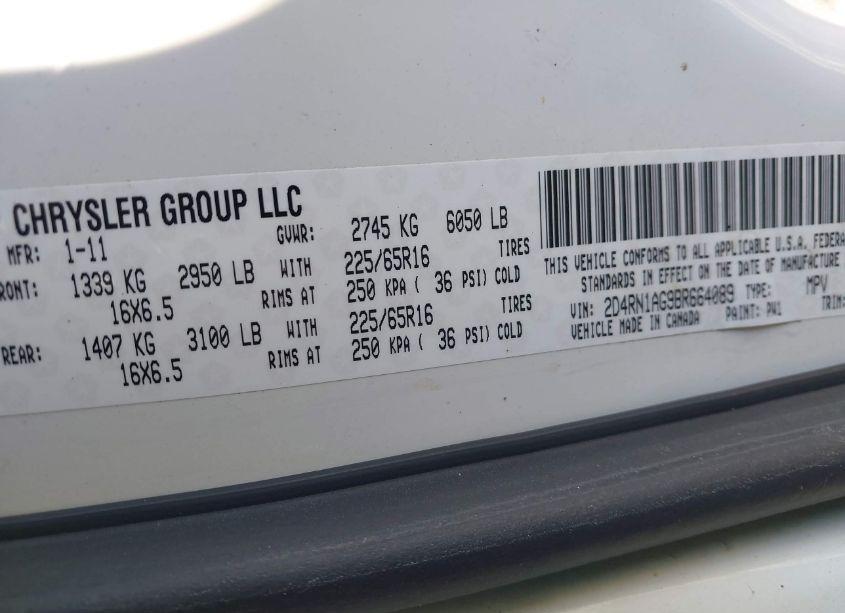 CHRYSLER GROUP LLC
MFR: 1-11 GVWR: 2745 KG 6050 LB
RONT: 1339 KG 2950 LB WITH 225/65R16 TIRES
16X6.5 RIMS AT 250 KPA ( 36 PSI) COLD
REAR: 1407 KG 3100 LB WITH 225/65R16 TIRES
16X6.5 RIMS AT 250 KPA ( 36 PSI) COLD
THIS VEHICLE CONFORMS TO ALL APPLICABLE U.S.A. FEDERA
STANDARDS IN EFFECT ON THE DATE OF MANUFACTURE
VIN: 2D4RN1AG9BR664089 TYPE: MPV
VEHICLE MADE IN CANADA PAINT: PW1 TRIM: